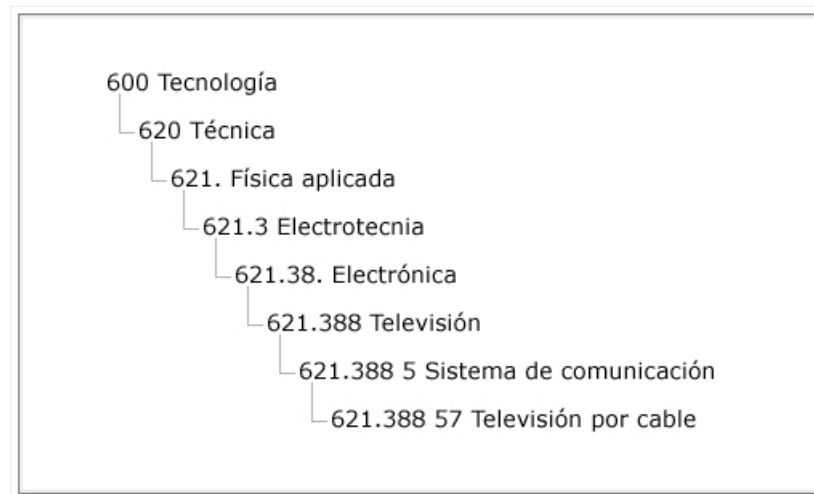 600 Tecnología
620 Técnica
621. Física aplicada
621.3 Electrotecnia
621.38. Electrónica
621.388 Televisión
621.388 5 Sistema de comunicación
621.388 57 Televisión por cable